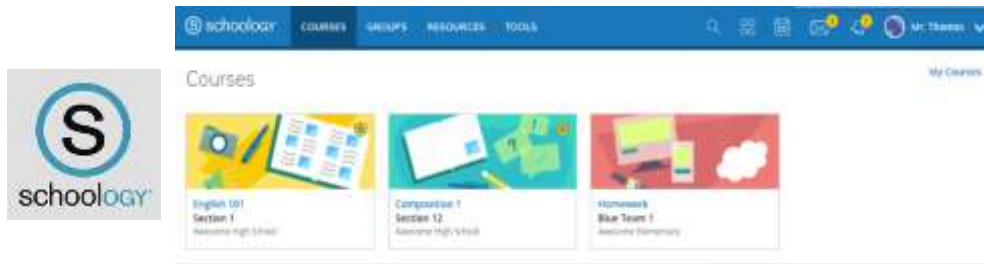 S
schoology
S schoology COURSES GROUPS RESOURCES TOOLS Mr. Thomas
Courses
My Courses
English 101
Section 1
Awesome High School
Composition 1
Section 12
Awesome High School
Homework
Blue Team 1
Awesome Elementary